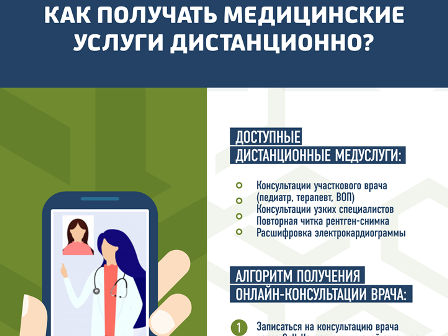 КАК ПОЛУЧАТЬ МЕДИЦИНСКИЕ
УСЛУГИ ДИСТАНЦИОННО?
ДОСТУПНЫЕ
ДИСТАНЦИОННЫЕ МЕДУСЛУГИ:
Консультации участкового врача
(педиатр, терапевт, ВОП)
Консультации узких специалистов
Повторная читка рентген-снимка
Расшифровка электрокардиограммы
АЛГОРИТМ ПОЛУЧЕНИЯ
ОНЛАЙН-КОНСУЛЬТАЦИИ ВРАЧА:
1 Записаться на консультацию врача